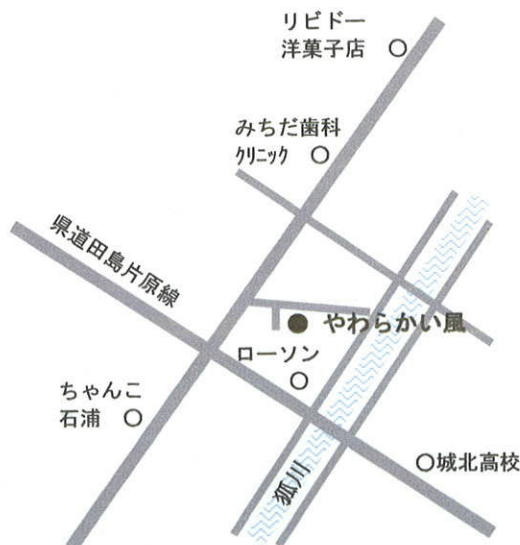 リビドー
洋菓子店
みちだ歯科
クリニック
県道田島片原線
やわらかい風
ローソン
ちゃんこ
石浦
城北高校
狐川